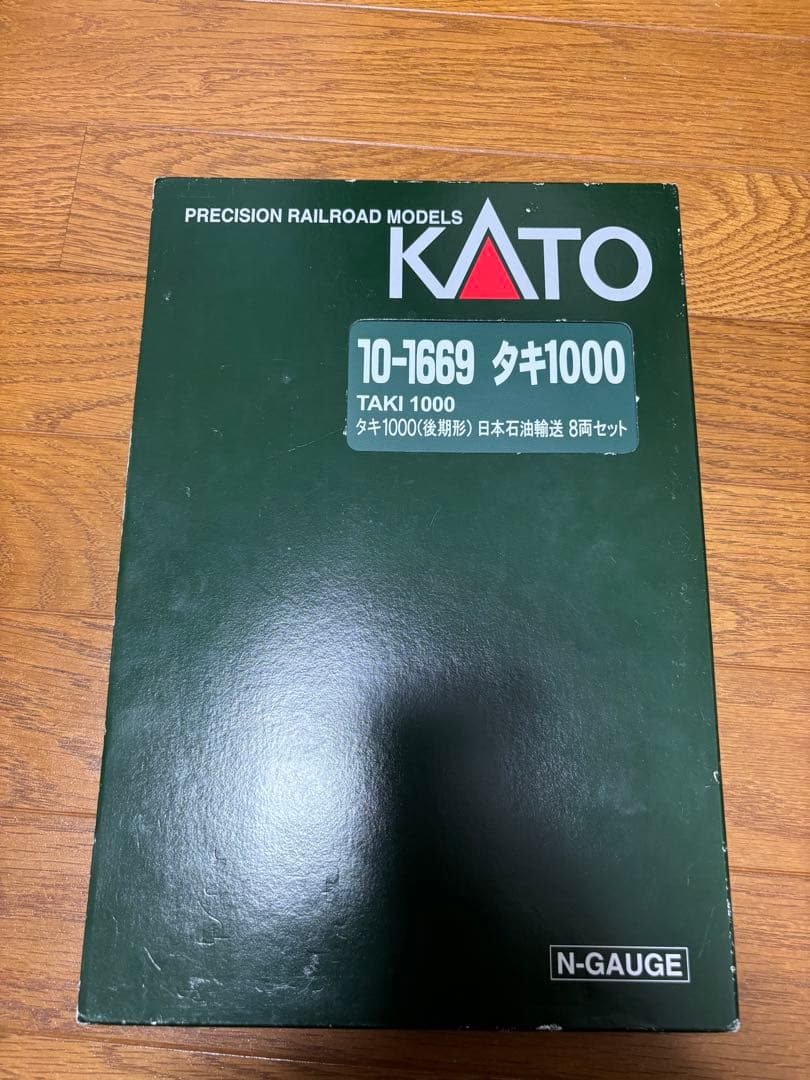 PRECISION RAILROAD MODELS
KATO
10-1669 タキ1000
TAKI 1000
タキ1000(後期形) 日本石油輸送 8両セット
N-GAUGE